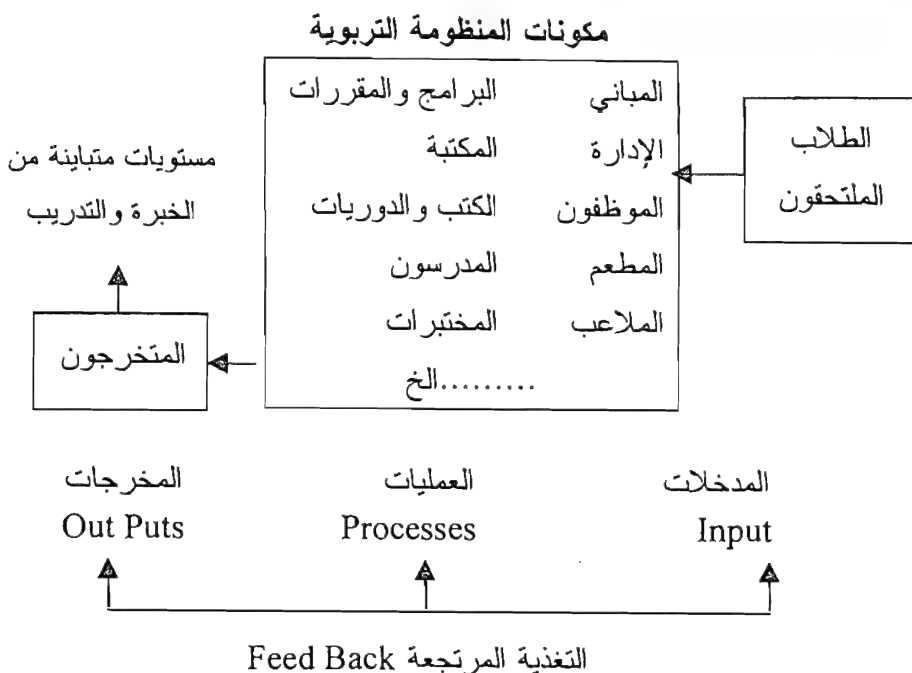 مكونات المنظومة التربوية
الطلاب
الملتحقون
المباني البرامج والمقررات
الإدارة المكتبة
الموظفون الكتب والدوريات
المطعم المدرسون
الملاعب المختبرات
.........الخ
مستويات متباينة من
الخبرة والتدريب
المتخرجون
المدخلات العمليات المخرجات
Input Processes Out Puts
التغذية المرتجعة Feed Back